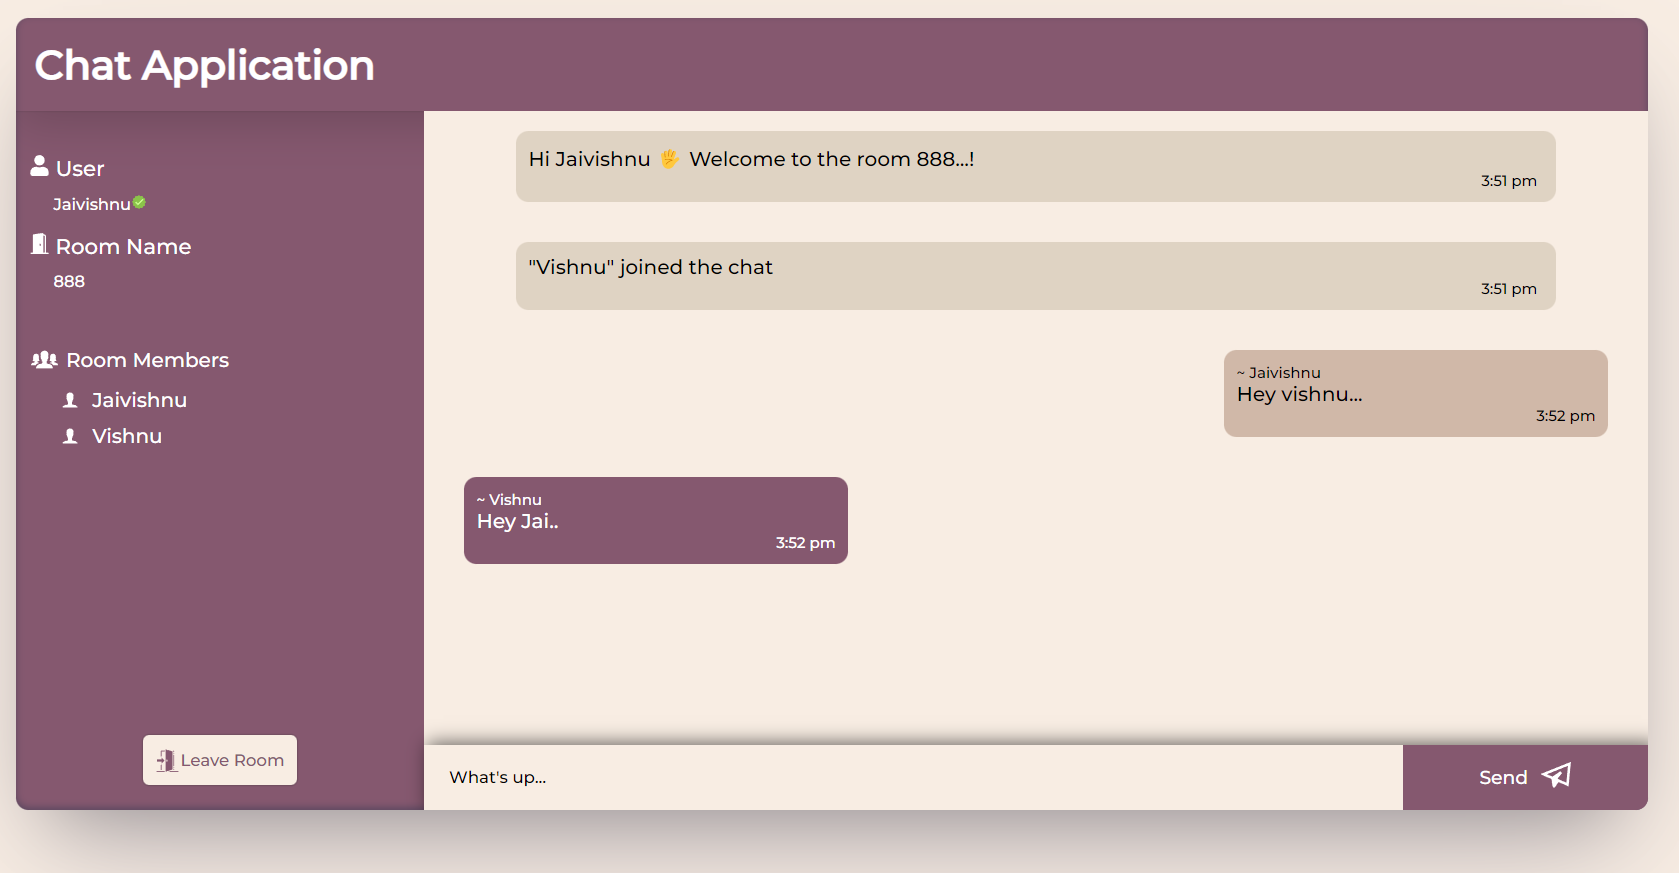 Chat Application
User
Jaivishnu
Room Name
888
Room Members
Jaivishnu
Vishnu
Leave Room
Hi Jaivishnu 🖐 Welcome to the room 888...!
3:51 pm
"Vishnu" joined the chat
3:51 pm
~ Jaivishnu
Hey vishnu...
3:52 pm
~ Vishnu
Hey Jai..
3:52 pm
What's up...
Send